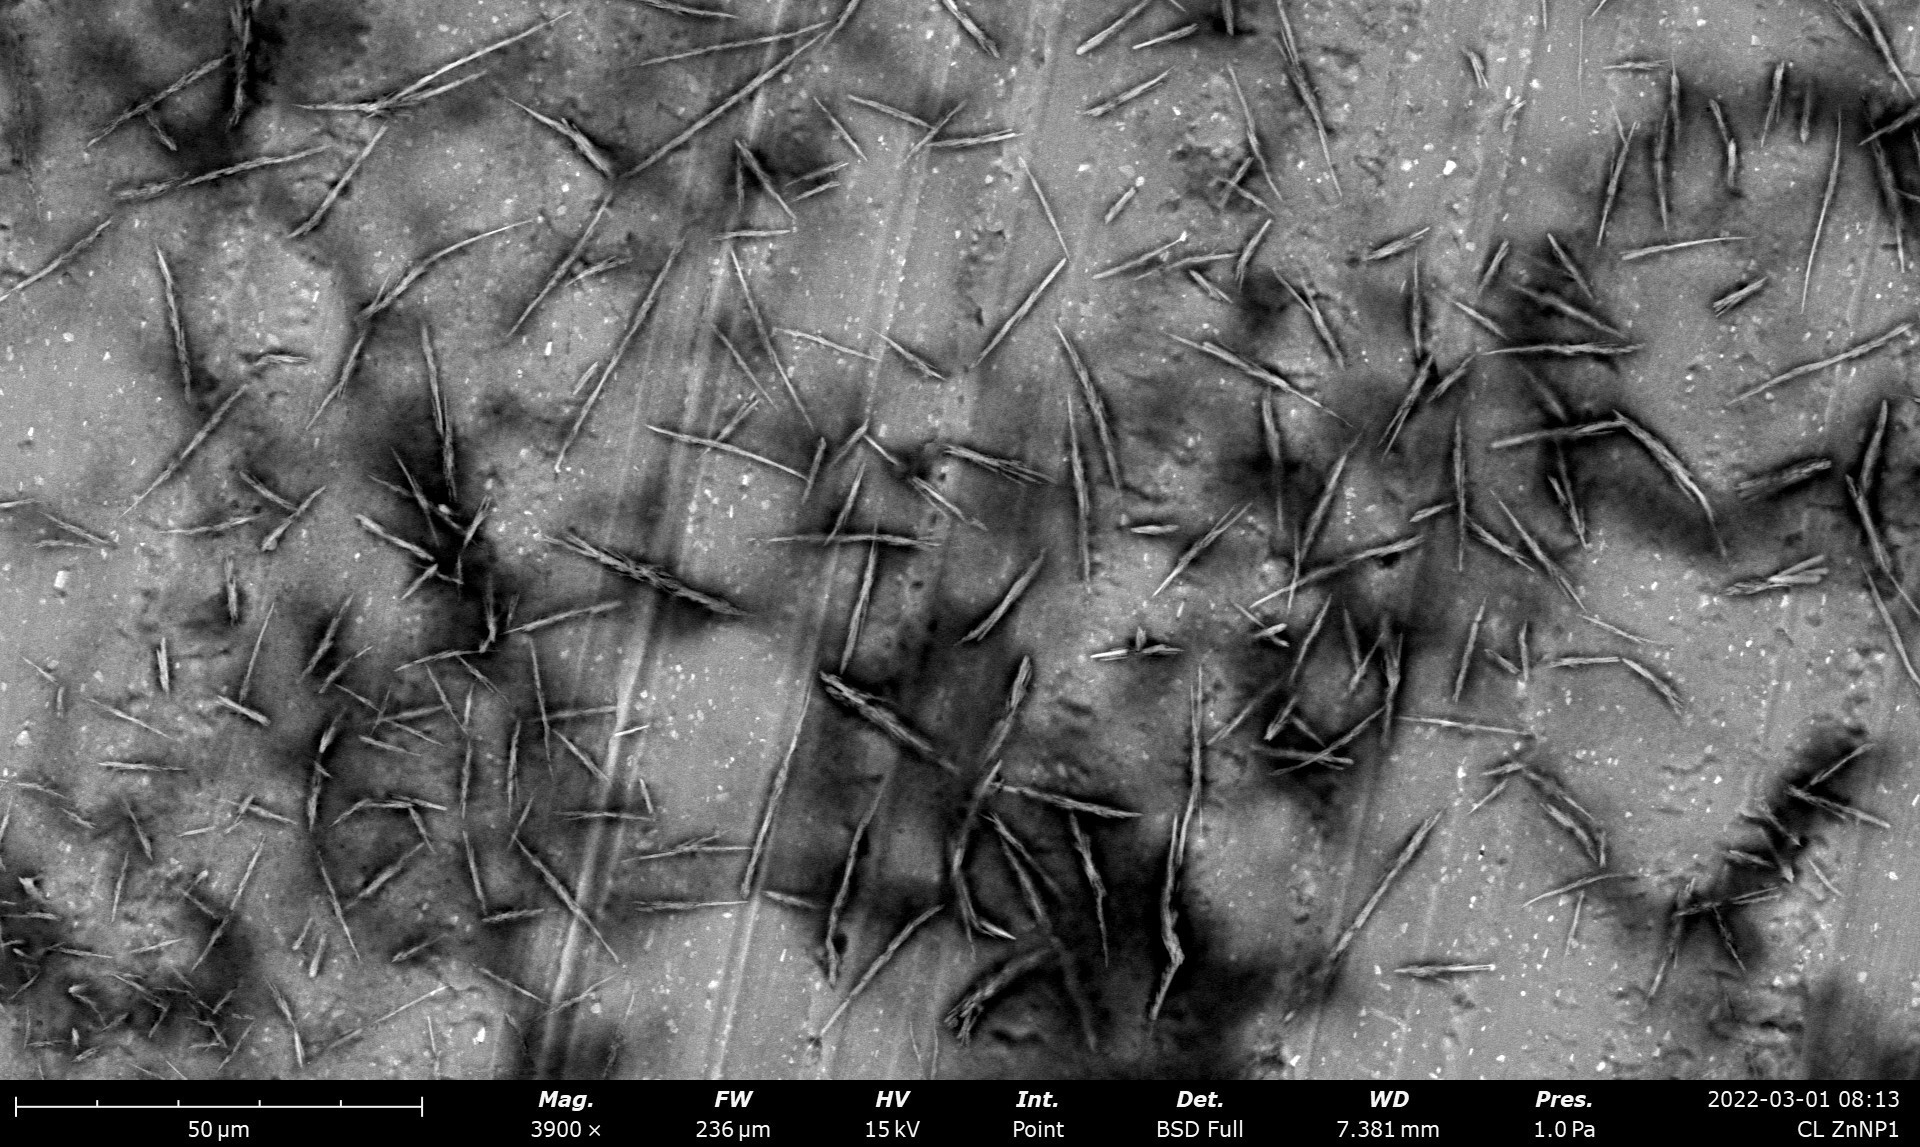 Mag. FW HV Int. Det. WD Pres. 2022-03-01 08:13
50 µm 3900 × 236 µm 15 kV Point BSD Full 7.381 mm 1.0 Pa CL ZnNP1